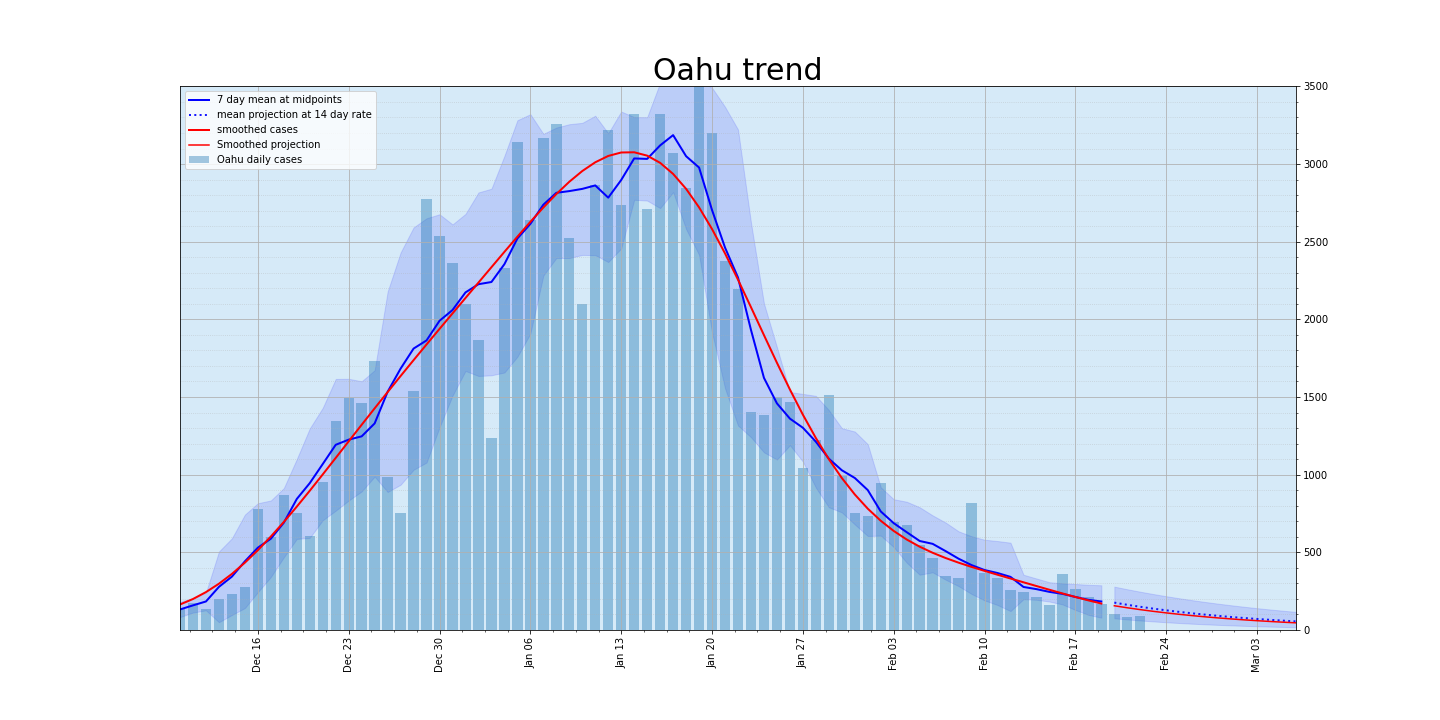 Oahu trend
7 day mean at midpoints
mean projection at 14 day rate
smoothed cases
Smoothed projection
Oahu daily cases
3500
3000
2500
2000
1500
1000
500
0
Dec 16
Dec 23
Dec 30
Jan 06
Jan 13
Jan 20
Jan 27
Feb 03
Feb 10
Feb 17
Feb 24
Mar 03